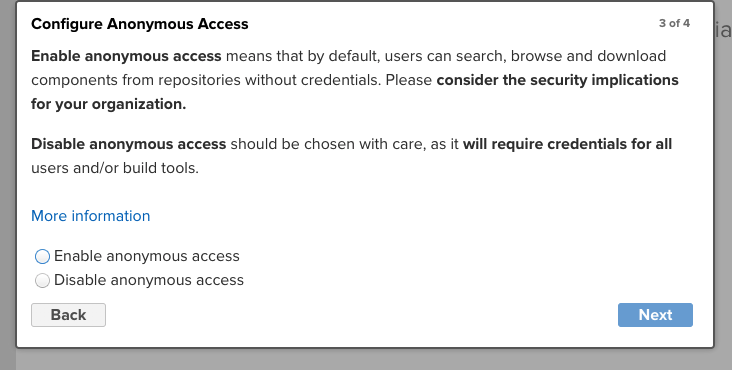 Configure Anonymous Access
3 of 4
Enable anonymous access means that by default, users can search, browse and download
components from repositories without credentials. Please consider the security implications
for your organization.
Disable anonymous access should be chosen with care, as it will require credentials for all
users and/or build tools.
More information
Enable anonymous access
Disable anonymous access
Back
Next